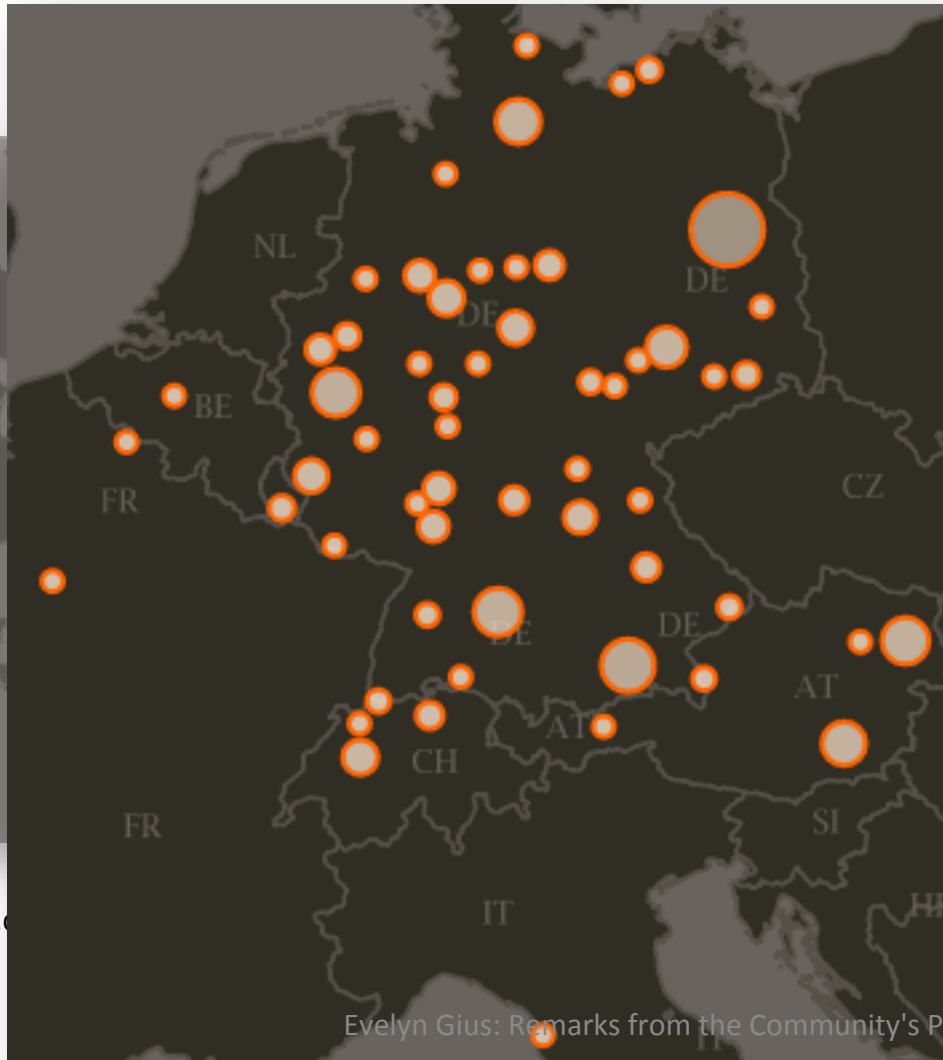 NL
DE
DE
BE
FR
CZ
DE
DE
AT
AT
CH
FR
SI
IT
Evelyn Gius: Remarks from the Community's P